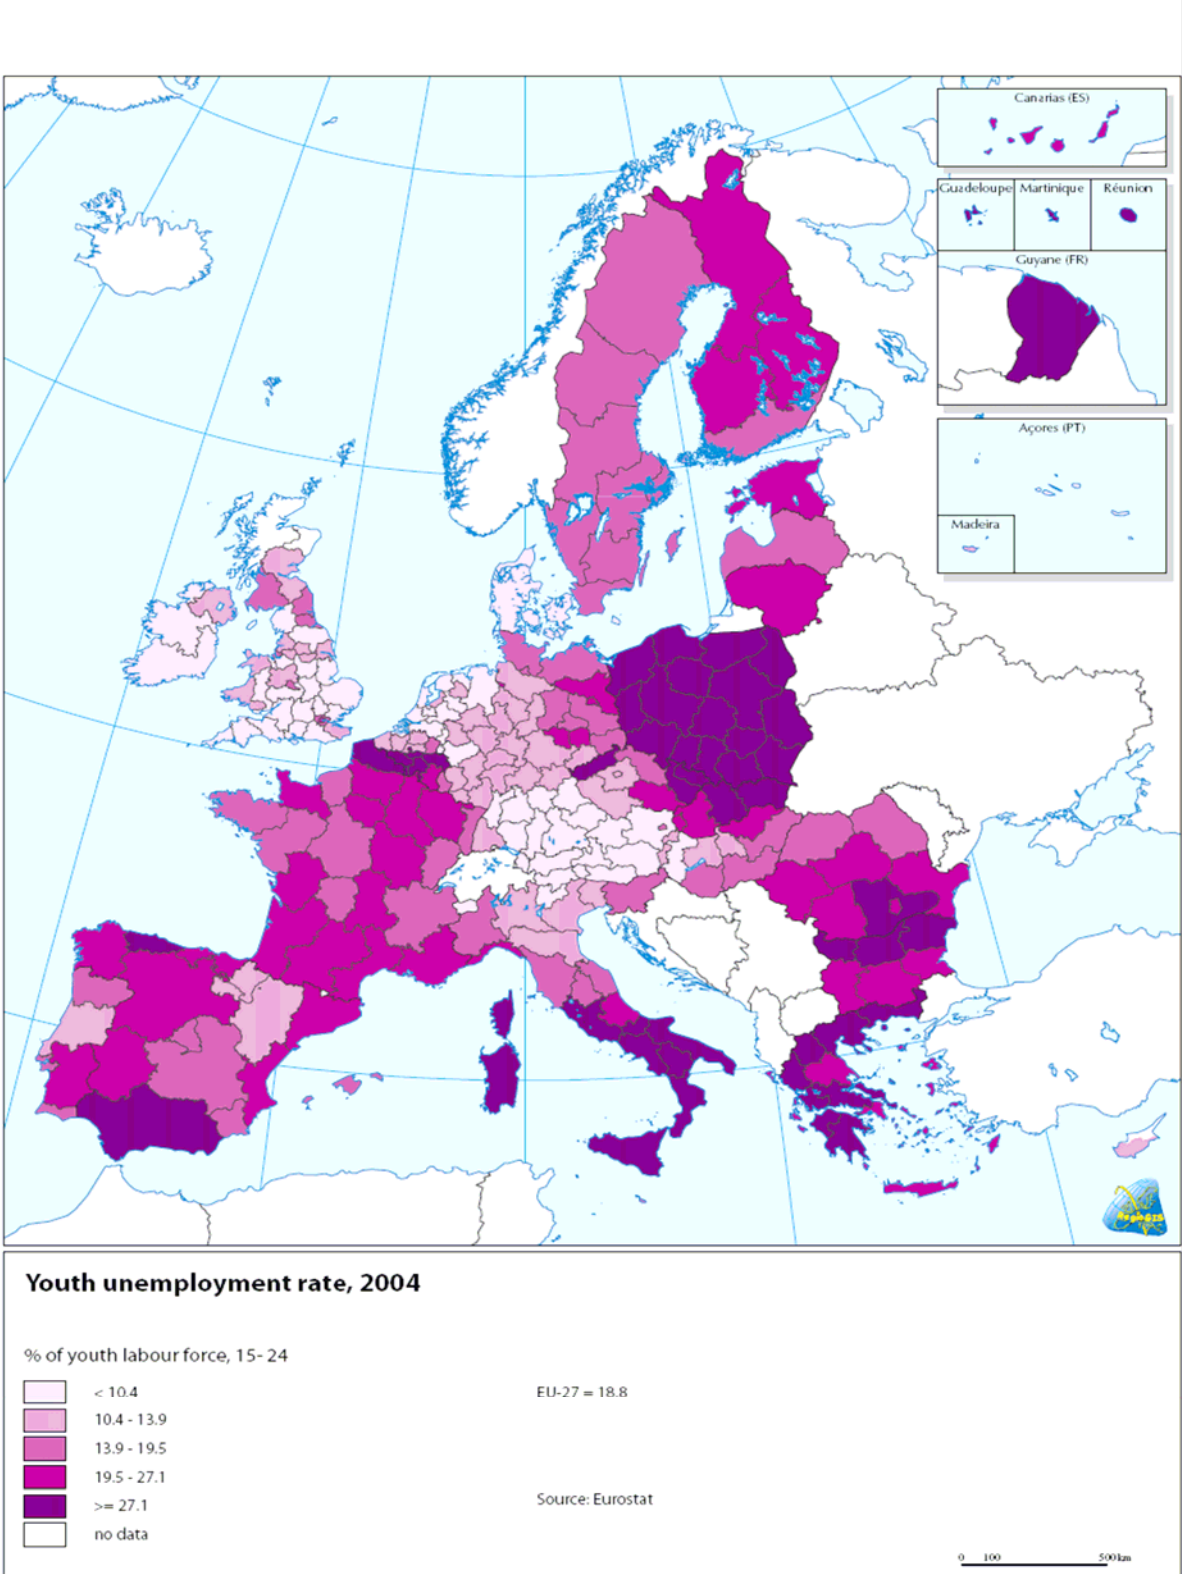 Canarias (ES)
Guadeloupe Martinique Réunion
Guyane (FR)
Açores (PT)
Madeira
RegioGIS
Youth unemployment rate, 2004
% of youth labour force, 15-24
< 10.4
EU-27 = 18.8
10.4 - 13.9
13.9 - 19.5
19.5 - 27.1
Source: Eurostat
>= 27.1
no data
0 100 500 km